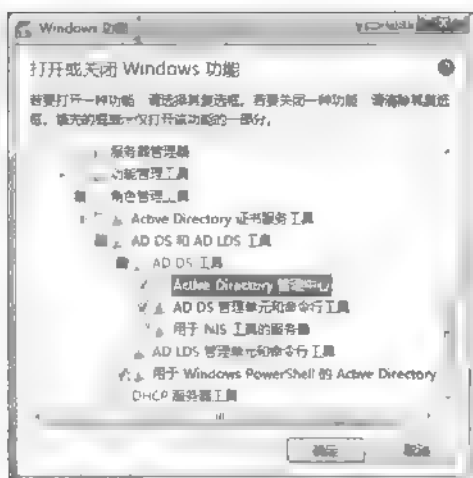 Windows 功能
打开或关闭 Windows 功能
若要打开一种功能，请选择其复选框。若要关闭一种功能，请清除其复选
框。填充的框表示仅打开该功能的一部分。
服务器管理器
功能管理工具
角色管理工具
Active Directory 证书服务工具
AD DS 和 AD LDS 工具
AD DS 工具
Active Directory 管理中心
AD DS 管理单元和命令行工具
用于 NIS 工具的服务器
AD LDS 管理单元和命令行工具
用于 Windows PowerShell 的 Active Directory
DHCP 服务器工具
确定 取消